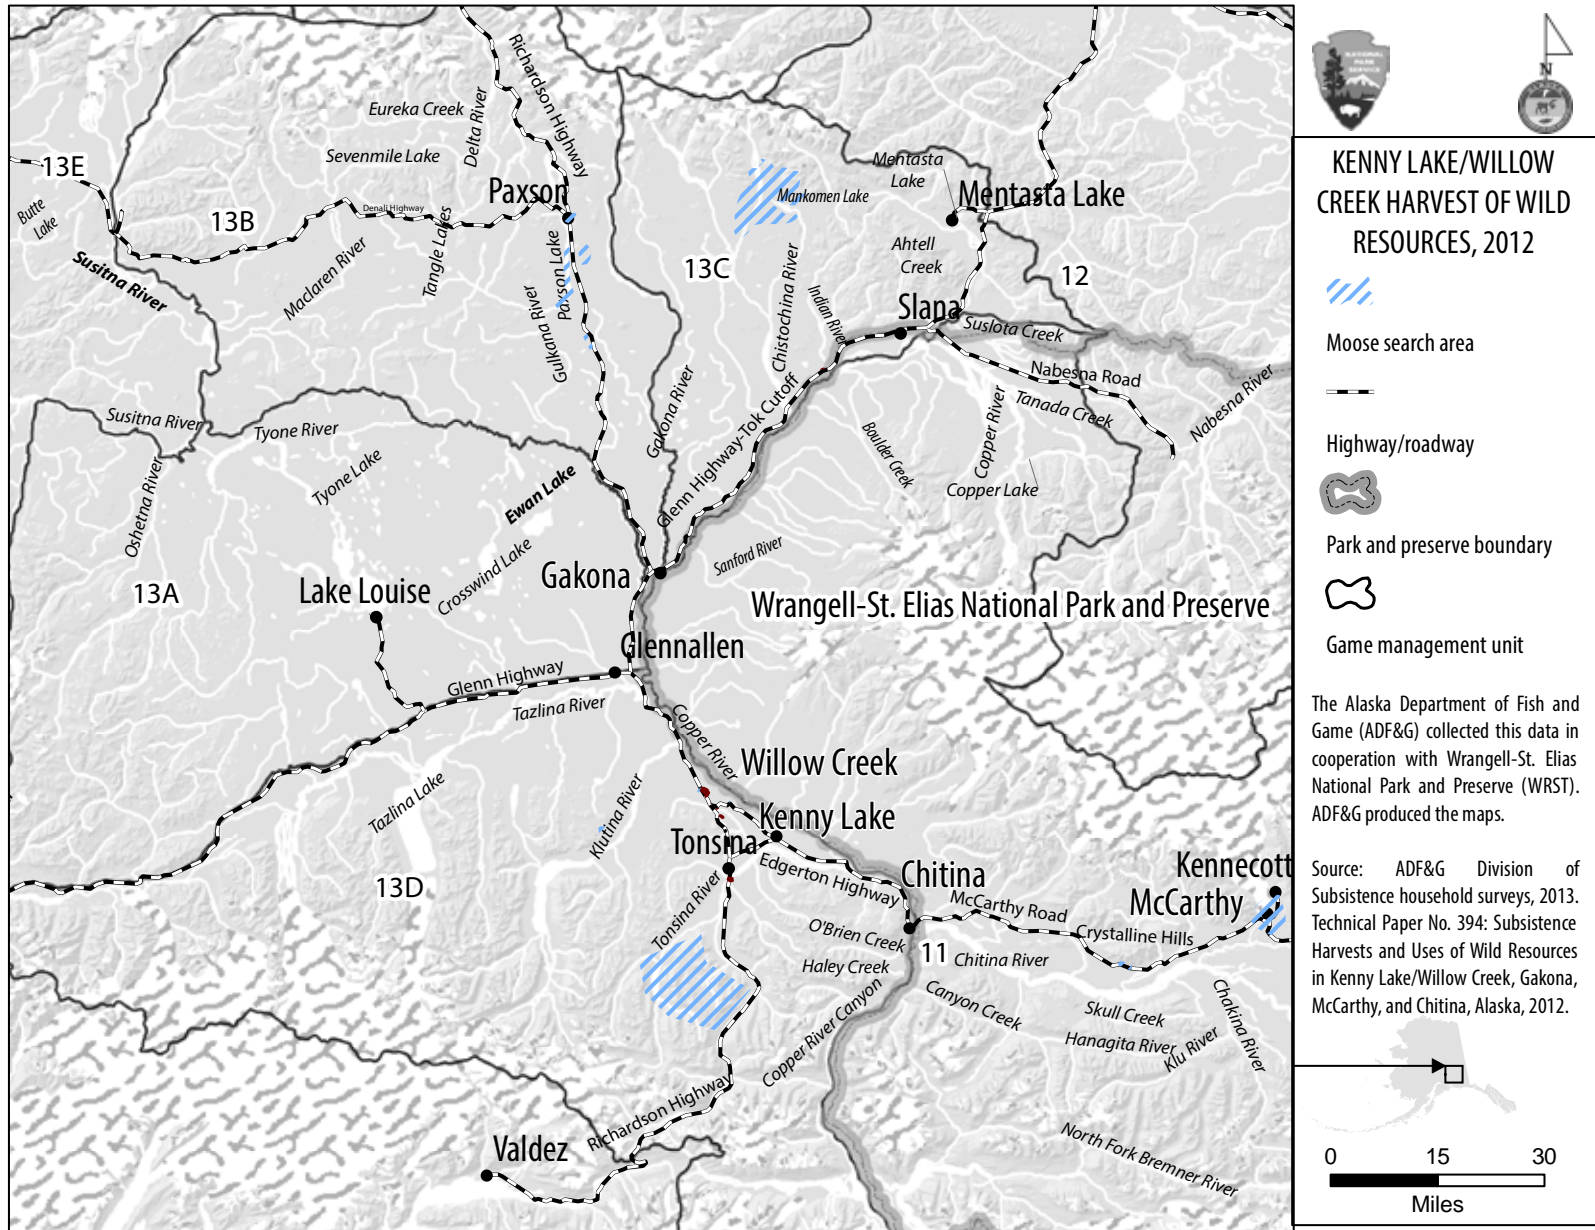 Richardson Highway
Eureka Creek
Delta River
Sevenmile Lake
13E
Paxson
Mentasta
Lake
Mentasta Lake
Mankomen Lake
Butte
Lake
13B
Denali Highway
Tangle Lakes
Maclaren River
Susitna River
Paxson Lake
Gulkana River
13C
Ahtell
Creek
12
Chistochina River
Indian River
Slana
Suslota Creek
Nabesna Road
Tanada Creek
Nabesna River
Susitna River
Tyone River
Gakona River
Glenn Highway-Tok Cutoff
Boulder Creek
Copper River
Copper Lake
Oshetna River
Tyone Lake
Ewan Lake
Crosswind Lake
Sanford River
13A
Lake Louise
Gakona
Wrangell-St. Elias National Park and Preserve
Glennallen
Glenn Highway
Tazlina River
Copper River
Willow Creek
Klutina River
Tazlina Lake
Kenny Lake
Tonsina
Edgerton Highway
Chitina
Kennecott
McCarthy
McCarthy Road
13D
Tonsina River
O'Brien Creek
Crystalline Hills
11
Chitina River
Haley Creek
Canyon Creek
Skull Creek
Chakina River
Hanagita River
Klu River
Copper River Canyon
Richardson Highway
Valdez
North Fork Bremner River
NATIONAL
PARK
SERVICE
N
KENNY LAKE/WILLOW
CREEK HARVEST OF WILD
RESOURCES, 2012
Moose search area
Highway/roadway
Park and preserve boundary
Game management unit
The Alaska Department of Fish and
Game (ADF&G) collected this data in
cooperation with Wrangell-St. Elias
National Park and Preserve (WRST).
ADF&G produced the maps.
Source: ADF&G Division of
Subsistence household surveys, 2013.
Technical Paper No. 394: Subsistence
Harvests and Uses of Wild Resources
in Kenny Lake/Willow Creek, Gakona,
McCarthy, and Chitina, Alaska, 2012.
0 15 30
Miles